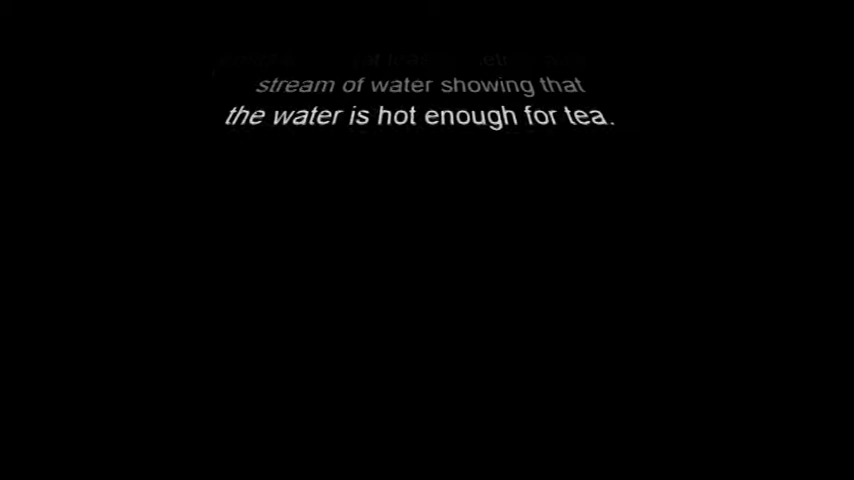 stream of water showing that
the water is hot enough for tea.